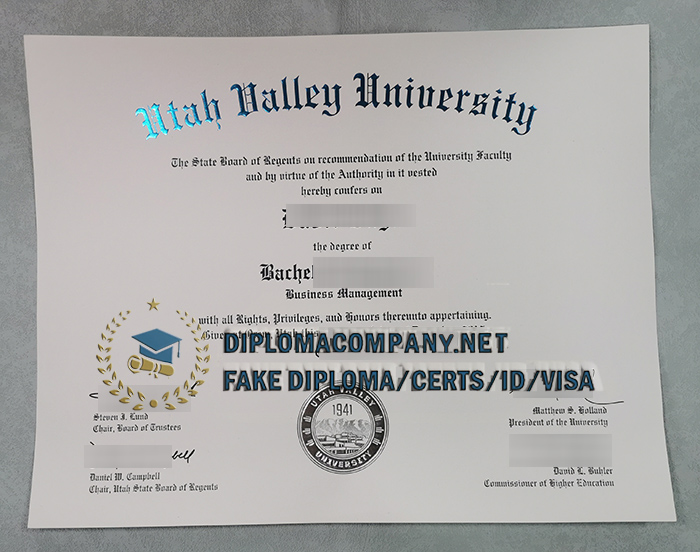 Utah Valley University
The State Board of Regents on recommendation of the University Faculty
and by virtue of the Authority in it vested
hereby confers on
the degree of
Business Management
with all Rights, Privileges, and Honors thereunto appertaining.
Utah this
DIPLOMACOMPANY.NET
FAKE DIPLOMA/CERTS/ID/VISA
UTAH VALLEY
1941
UNIVERSITY
Steven J. Lund
Chair, Board of Trustees
Matthew S. Holland
President of the University
Daniel W. Campbell
Chair, Utah State Board of Regents
David L. Buhler
Commissioner of Higher Education